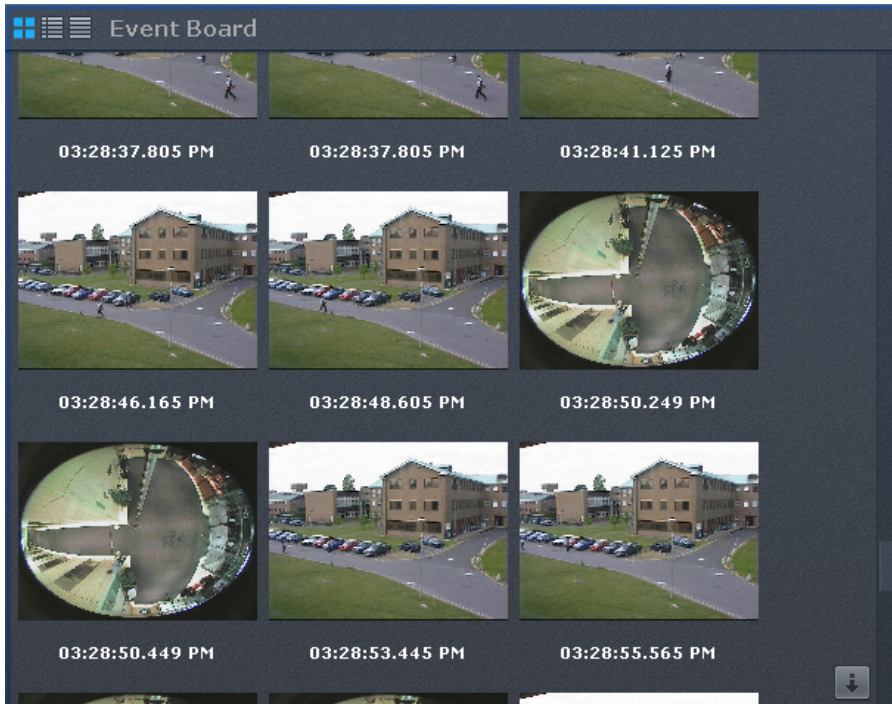 Event Board
03:28:37.805 PM
03:28:37.805 PM
03:28:41.125 PM
03:28:46.165 PM
03:28:48.605 PM
03:28:50.249 PM
03:28:50.449 PM
03:28:53.445 PM
03:28:55.565 PM